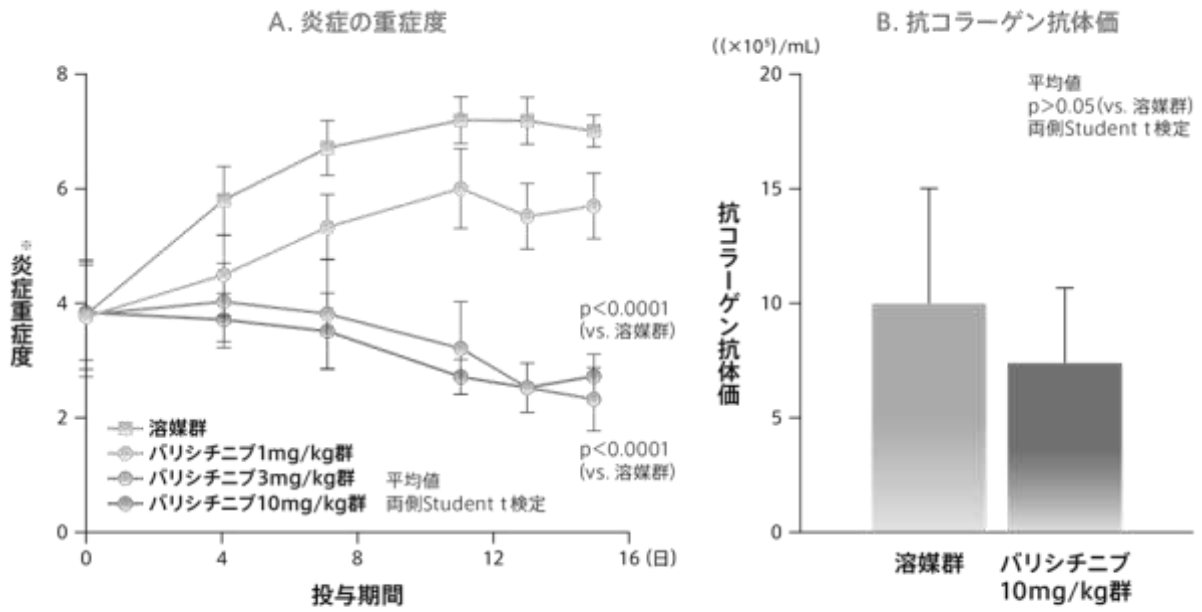 A. 炎症の重症度
8
6
4
2
0
※炎症重症度
p<0.0001
(vs. 溶媒群)
p<0.0001
(vs. 溶媒群)
溶媒群
バリシチニブ1mg/kg群
バリシチニブ3mg/kg群
バリシチニブ10mg/kg群
平均値
両側Student t検定
0 4 8 12 16 (日)
投与期間
B. 抗コラーゲン抗体価
((×10⁵)/mL)
20
15
10
5
0
抗コラーゲン抗体価
平均値
p>0.05(vs. 溶媒群)
両側Student t検定
溶媒群
バリシチニブ
10mg/kg群